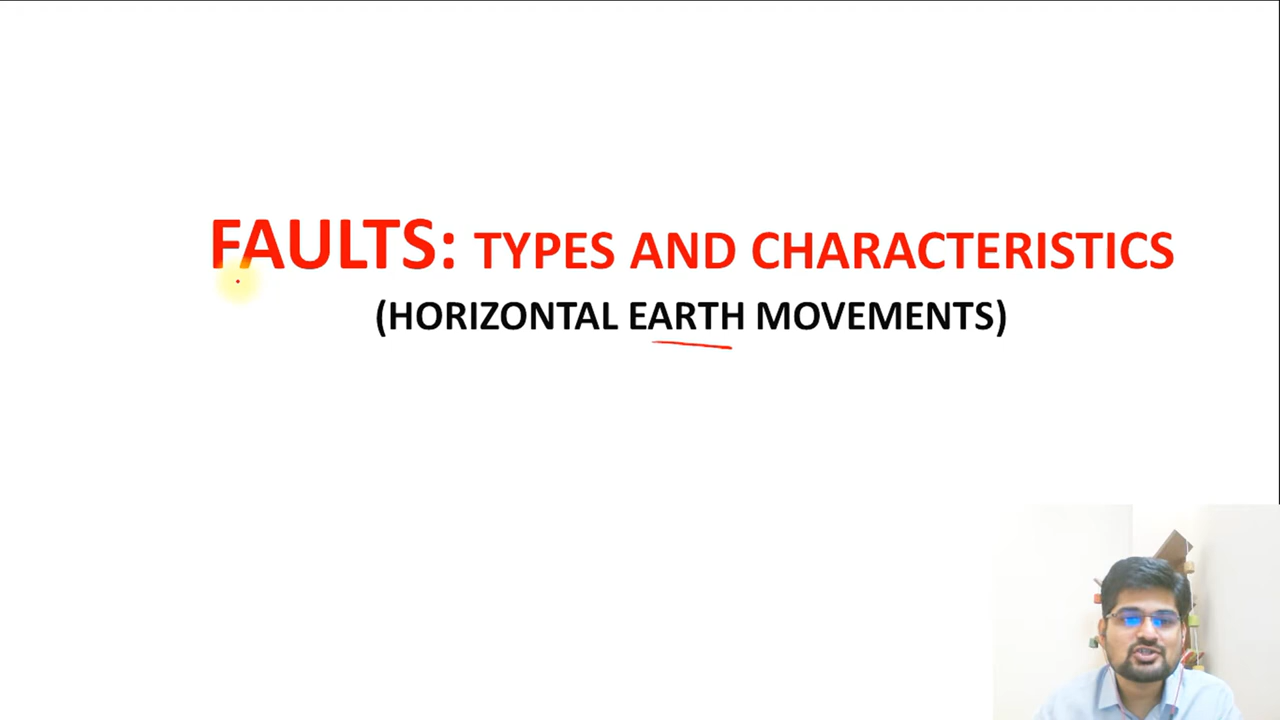 FAULTS: TYPES AND CHARACTERISTICS
(HORIZONTAL EARTH MOVEMENTS)